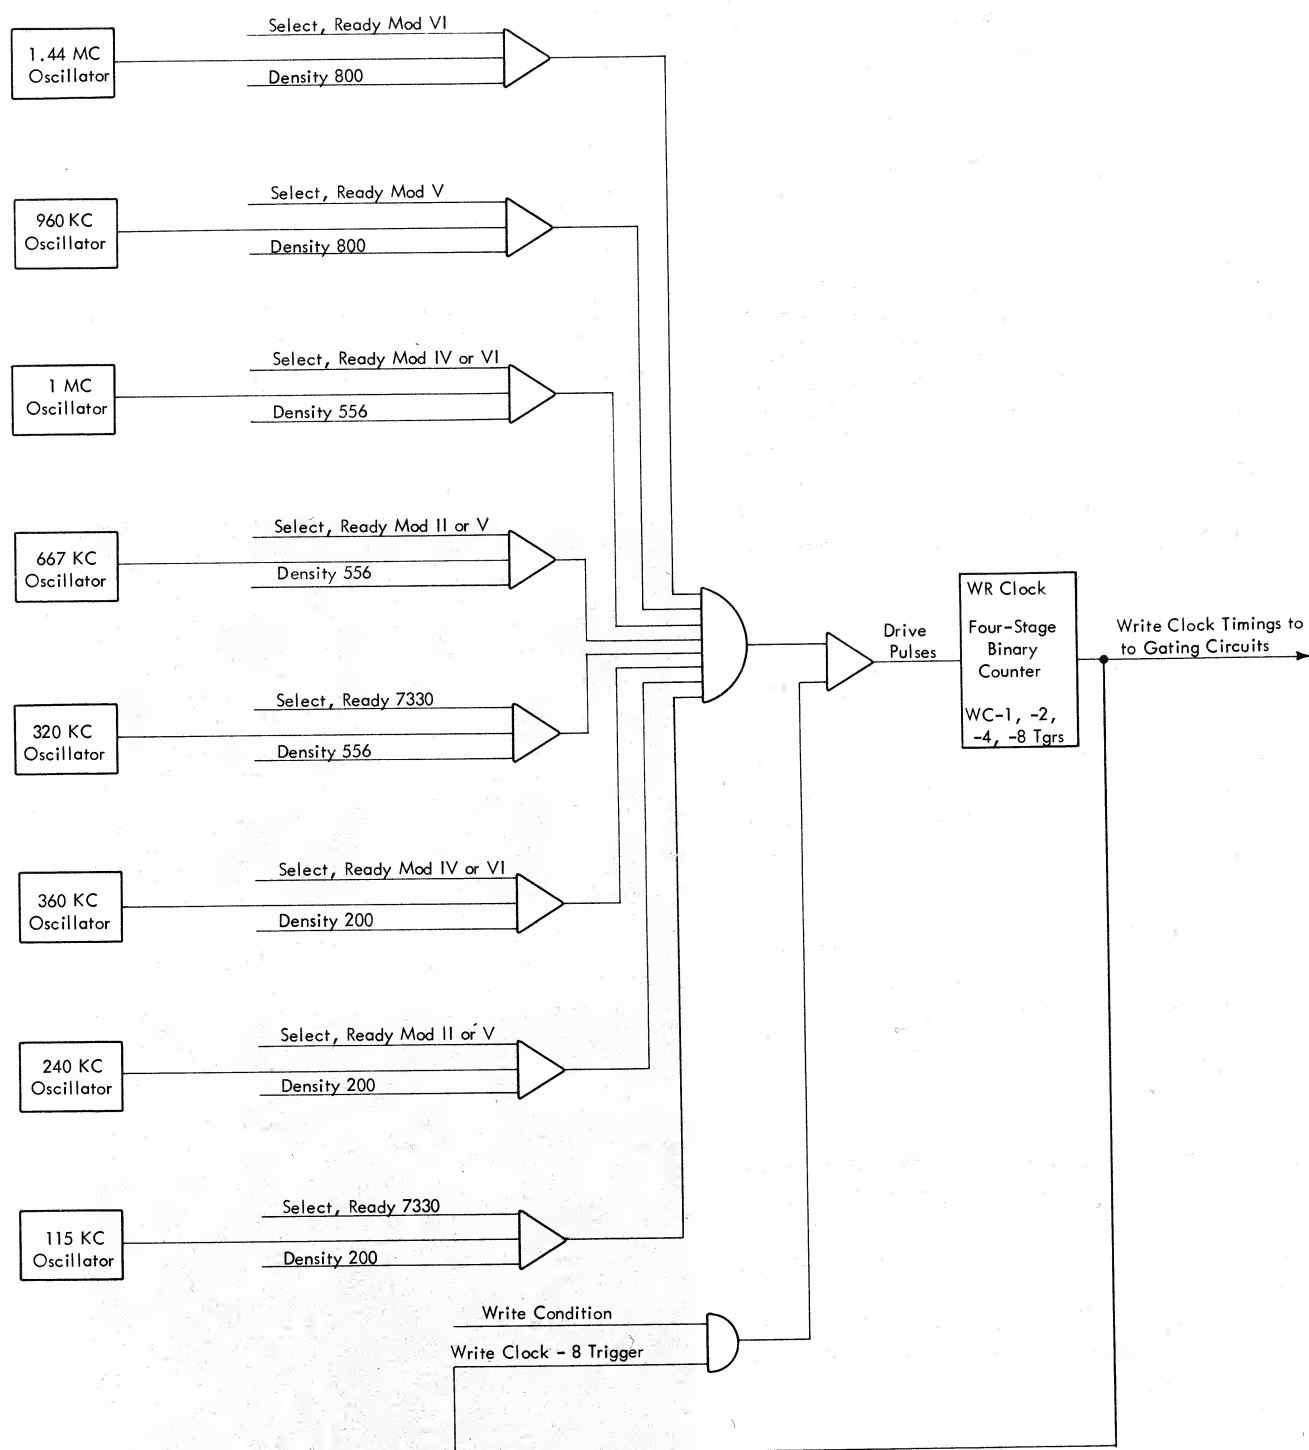 Select, Ready Mod VI
1.44 MC
Oscillator
Density 800
Select, Ready Mod V
960 KC
Oscillator
Density 800
Select, Ready Mod IV or VI
1 MC
Oscillator
Density 556
Select, Ready Mod II or V
667 KC
Oscillator
Density 556
WR Clock
Four-Stage
Binary
Counter
WC-1, -2,
-4, -8 Tgrs
Drive
Pulses
Write Clock Timings to
to Gating Circuits
Select, Ready 7330
320 KC
Oscillator
Density 556
Select, Ready Mod IV or VI
360 KC
Oscillator
Density 200
Select, Ready Mod II or V
240 KC
Oscillator
Density 200
Select, Ready 7330
115 KC
Oscillator
Density 200
Write Condition
Write Clock - 8 Trigger